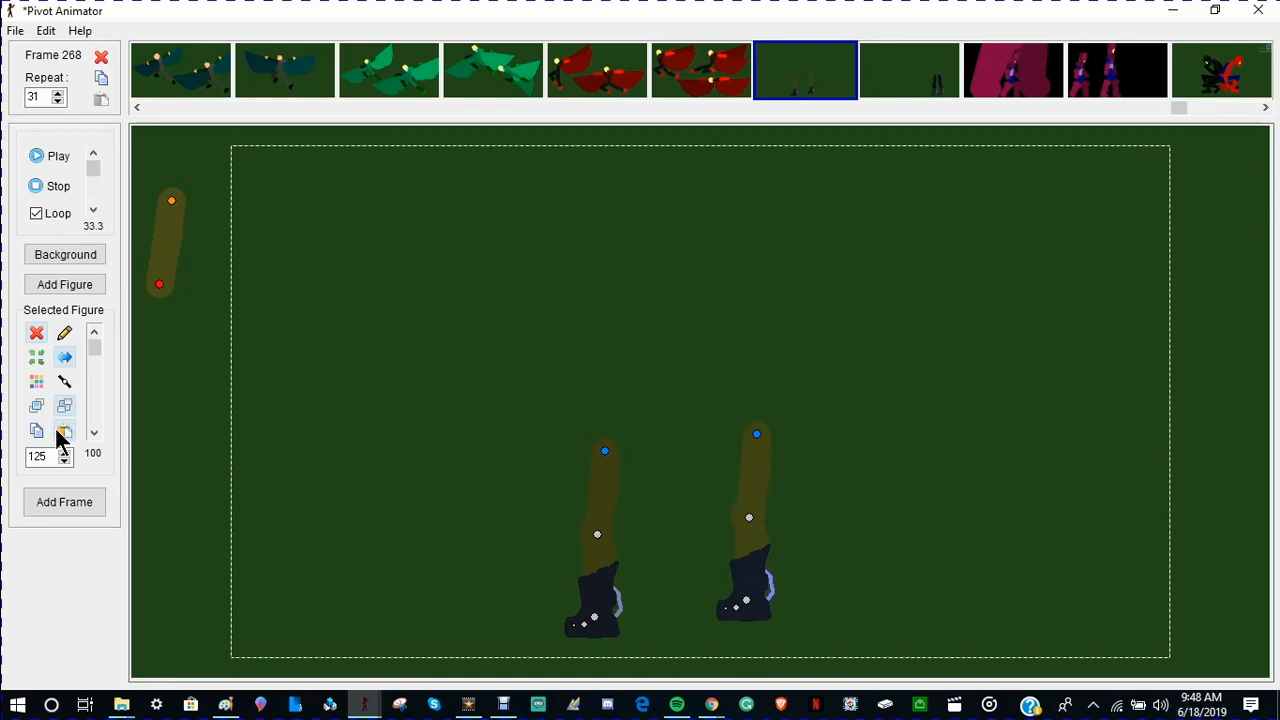 *Pivot Animator
File Edit Help
Frame 268
Repeat:
31
Play
Stop
Loop
33.3
Background
Add Figure
Selected Figure
125
100
Add Frame
9:48 AM
6/18/2019